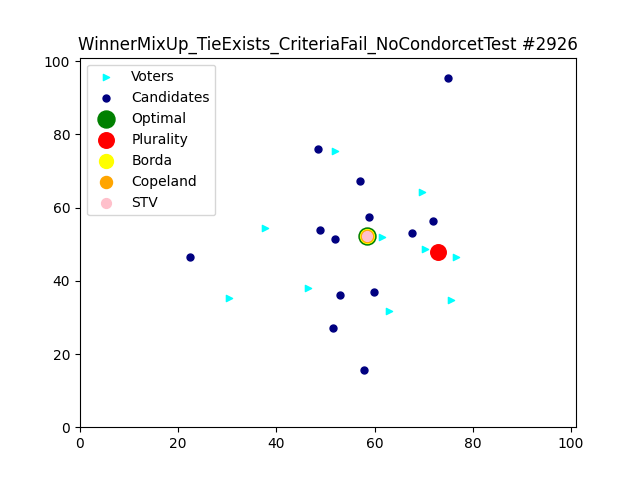 WinnerMixUp_TieExists_CriteriaFail_NoCondorcetTest #2926
100
80
60
40
20
0
0 20 40 60 80 100
Voters
Candidates
Optimal
Plurality
Borda
Copeland
STV